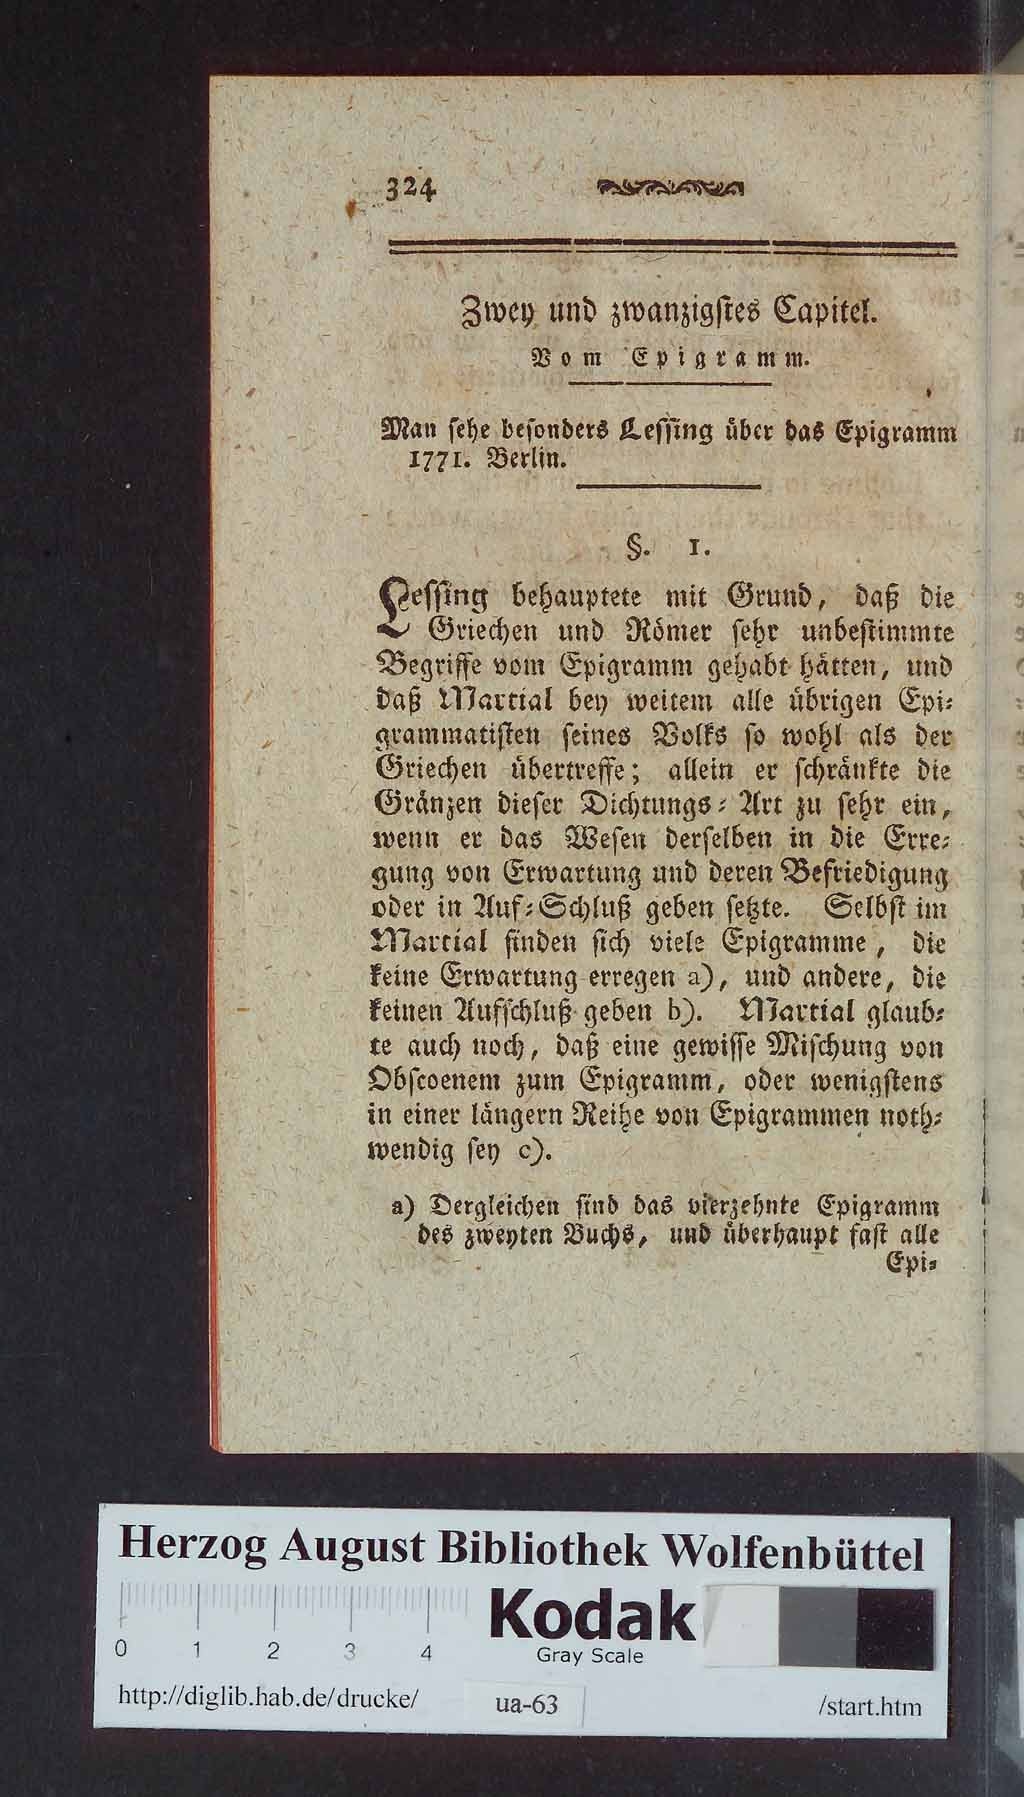 324
Zwey und zwanzigstes Capitel.
Vom Epigramm.
Man sehe besonders Lessing über das Epigramm
1771. Berlin.
§. 1.
Lessing behauptete mit Grund, daß die
Griechen und Römer sehr unbestimmte
Begriffe vom Epigramm gehabt hätten, und
daß Martial bey weitem alle übrigen Epi-
grammatisten seines Volks so wohl als der
Griechen übertreffe; allein er schränkte die
Gränzen dieser Dichtungs-Art zu sehr ein,
wenn er das Wesen derselben in die Erre-
gung von Erwartung und deren Befriedigung
oder in Auf-Schluß geben setzte. Selbst im
Martial finden sich viele Epigramme, die
keine Erwartung erregen a), und andere, die
keinen Aufschluß geben b). Martial glaub-
te auch noch, daß eine gewisse Mischung von
Obscoenem zum Epigramm, oder wenigstens
in einer längern Reihe von Epigrammen noth-
wendig sey c).
a) Dergleichen sind das vierzehnte Epigramm
des zweyten Buchs, und überhaupt fast alle
Epi-
Herzog August Bibliothek Wolfenbüttel
0 1 2 3 4
Kodak
Gray Scale
http://diglib.hab.de/drucke/ ua-63 /start.htm